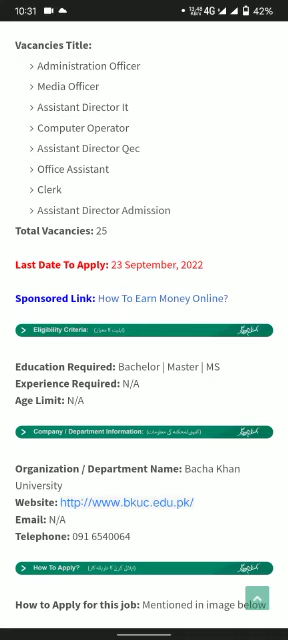 10:31 4G 42%
Vacancies Title:
> Administration Officer
> Media Officer
> Assistant Director It
> Computer Operator
> Assistant Director Qec
> Office Assistant
> Clerk
> Assistant Director Admission
Total Vacancies: 25
Last Date To Apply: 23 September, 2022
Sponsored Link: How To Earn Money Online?
Eligibility Criteria:
Education Required: Bachelor | Master | MS
Experience Required: N/A
Age Limit: N/A
Company / Department Information:
Organization / Department Name: Bacha Khan
University
Website: http://www.bkuc.edu.pk/
Email: N/A
Telephone: 091 6540064
How To Apply?
How to Apply for this job: Mentioned in image below